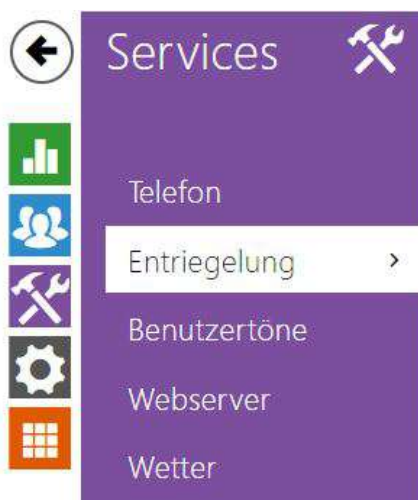 Services
Telefon
Entriegelung
Benutzertöne
Webserver
Wetter